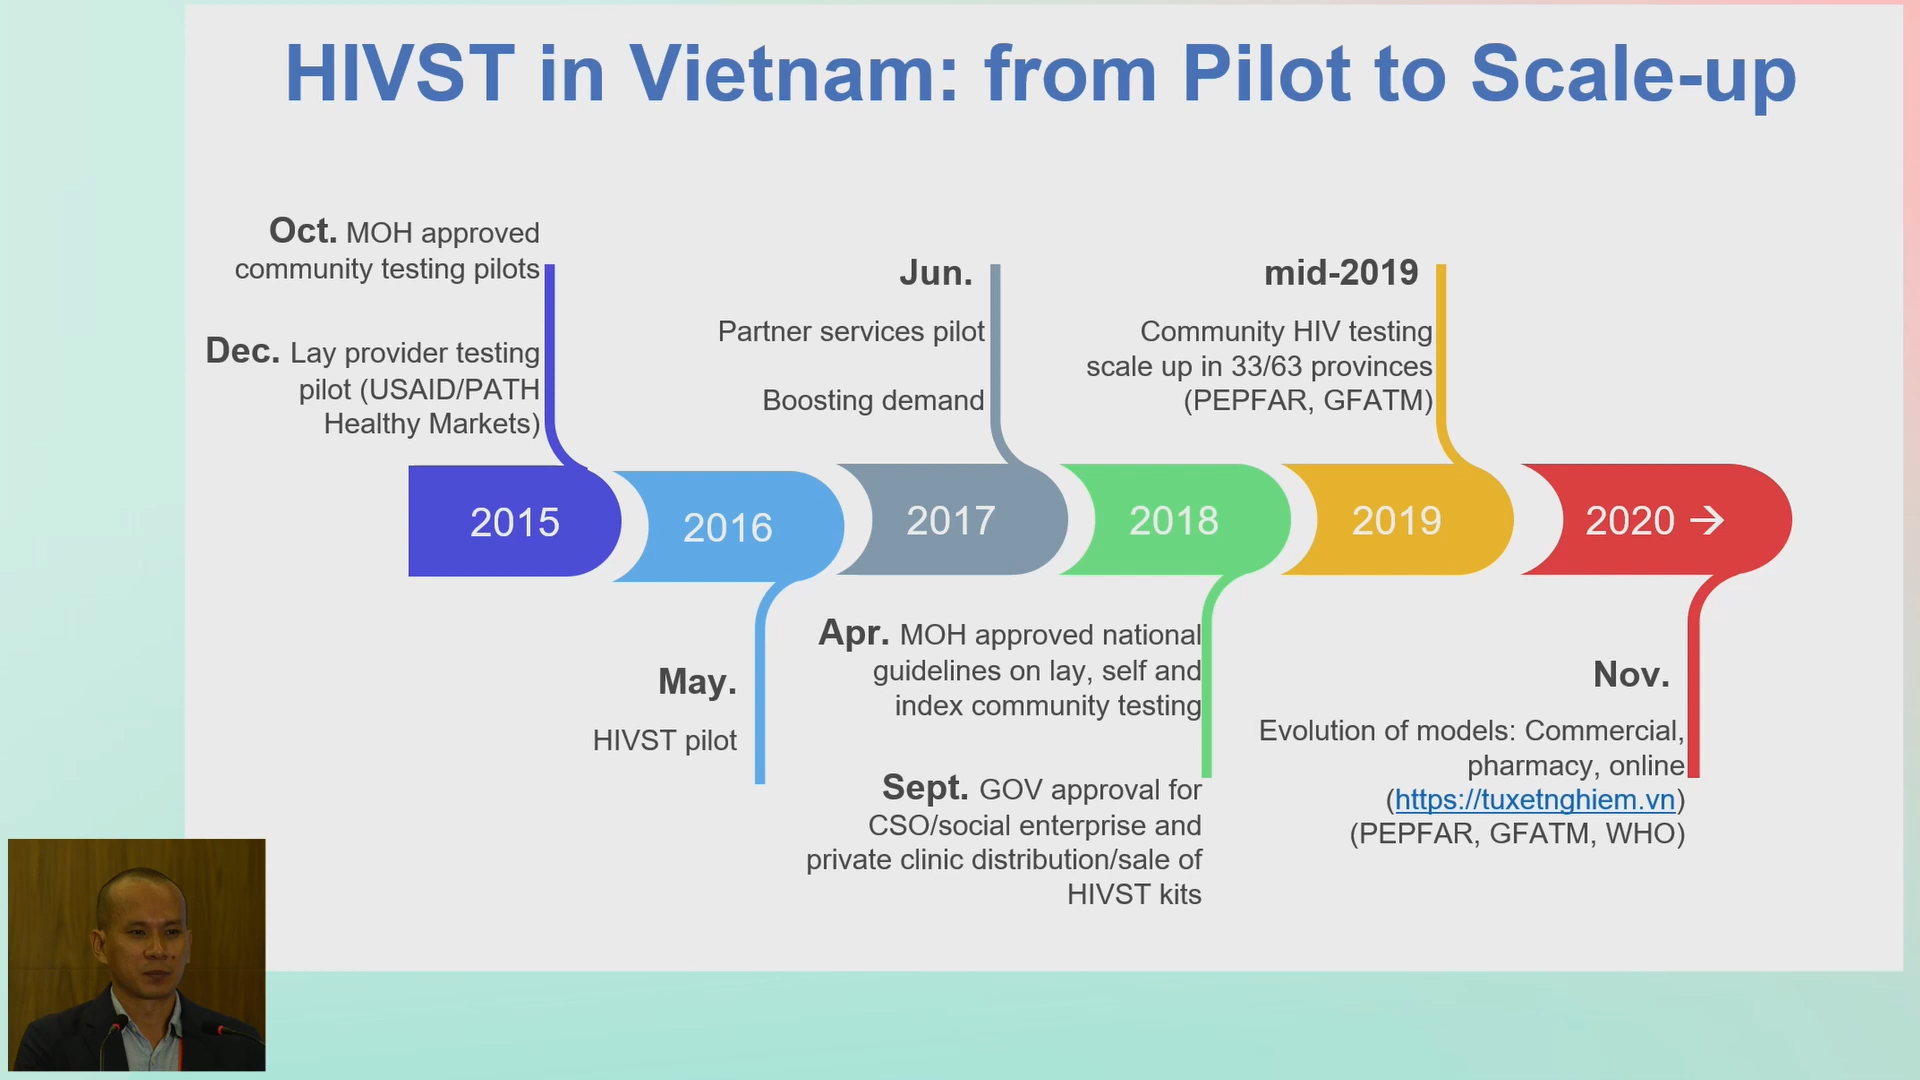 HIVST in Vietnam: from Pilot to Scale-up
Oct. MOH approved
community testing pilots
Dec. Lay provider testing
pilot (USAID/PATH
Healthy Markets)
Jun.
Partner services pilot
Boosting demand
mid-2019
Community HIV testing
scale up in 33/63 provinces
(PEPFAR, GFATM)
2015
2016
2017
2018
2019
2020 →
May.
HIVST pilot
Apr. MOH approved national
guidelines on lay, self and
index community testing
Sept. GOV approval for
CSO/social enterprise and
private clinic distribution/sale of
HIVST kits
Nov.
Evolution of models: Commercial,
pharmacy, online
(https://tuxetnghiem.vn)
(PEPFAR, GFATM, WHO)